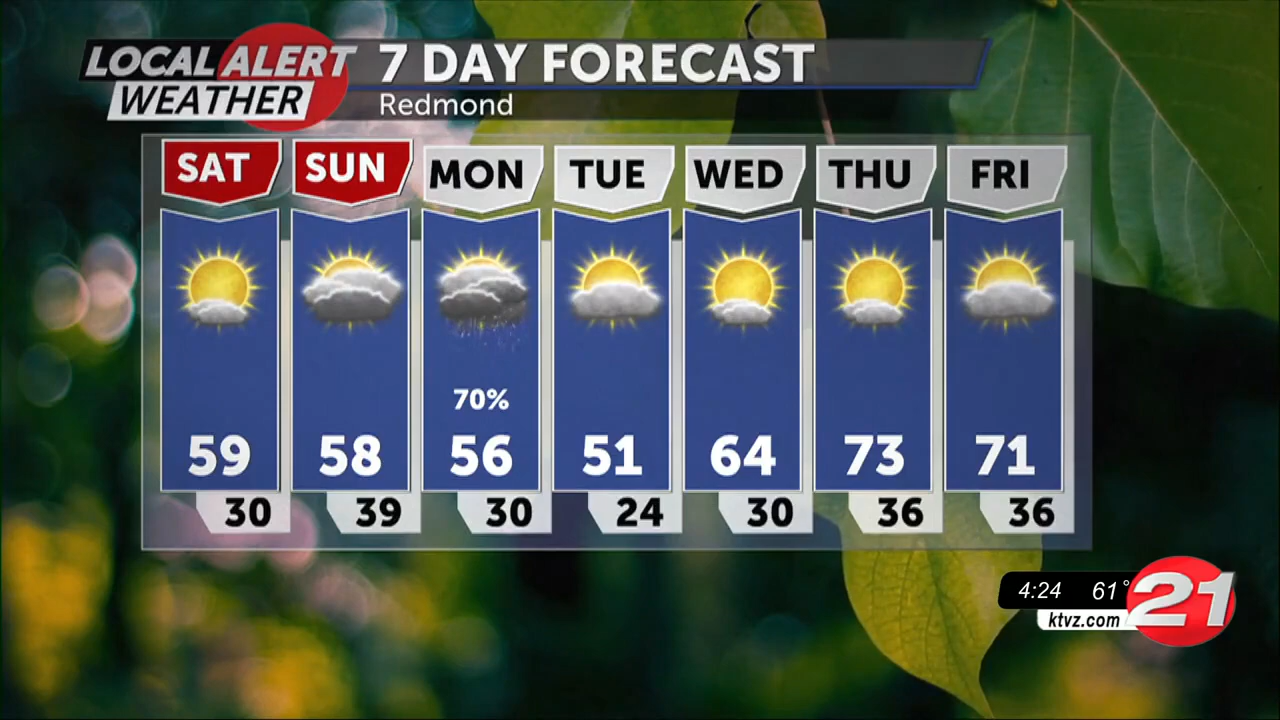 LOCAL ALERT
WEATHER
7 DAY FORECAST
Redmond
SAT SUN MON TUE WED THU FRI
70%
59 58 56 51 64 73 71
30 39 30 24 30 36 36
4:24 61°
ktvz.com
21